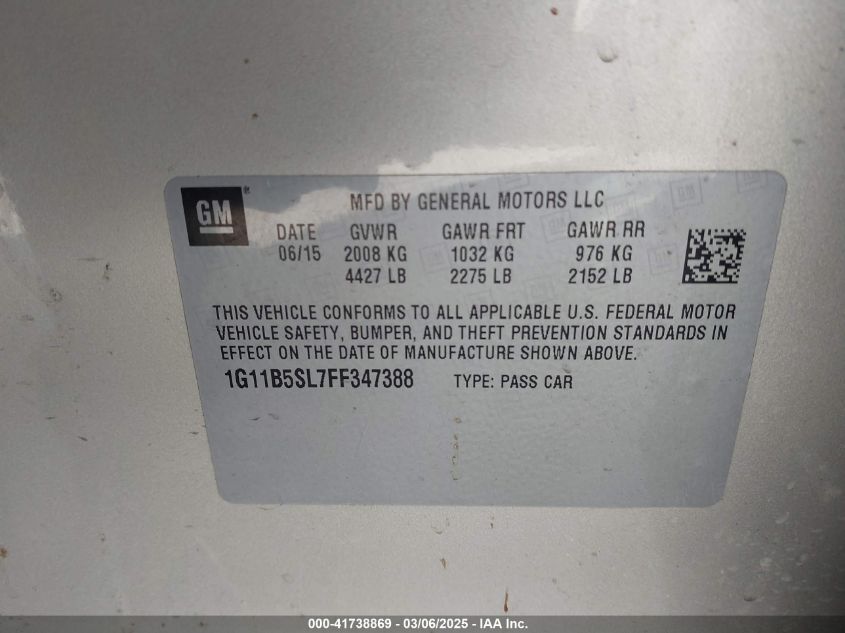 GM®
MFD BY GENERAL MOTORS LLC
DATE GVWR GAWR FRT GAWR RR
06/15 2008 KG 1032 KG 976 KG
4427 LB 2275 LB 2152 LB
THIS VEHICLE CONFORMS TO ALL APPLICABLE U.S. FEDERAL MOTOR
VEHICLE SAFETY, BUMPER, AND THEFT PREVENTION STANDARDS IN
EFFECT ON THE DATE OF MANUFACTURE SHOWN ABOVE.
1G11B5SL7FF347388 TYPE: PASS CAR
000-41738869 - 03/06/2025 - IAA Inc.